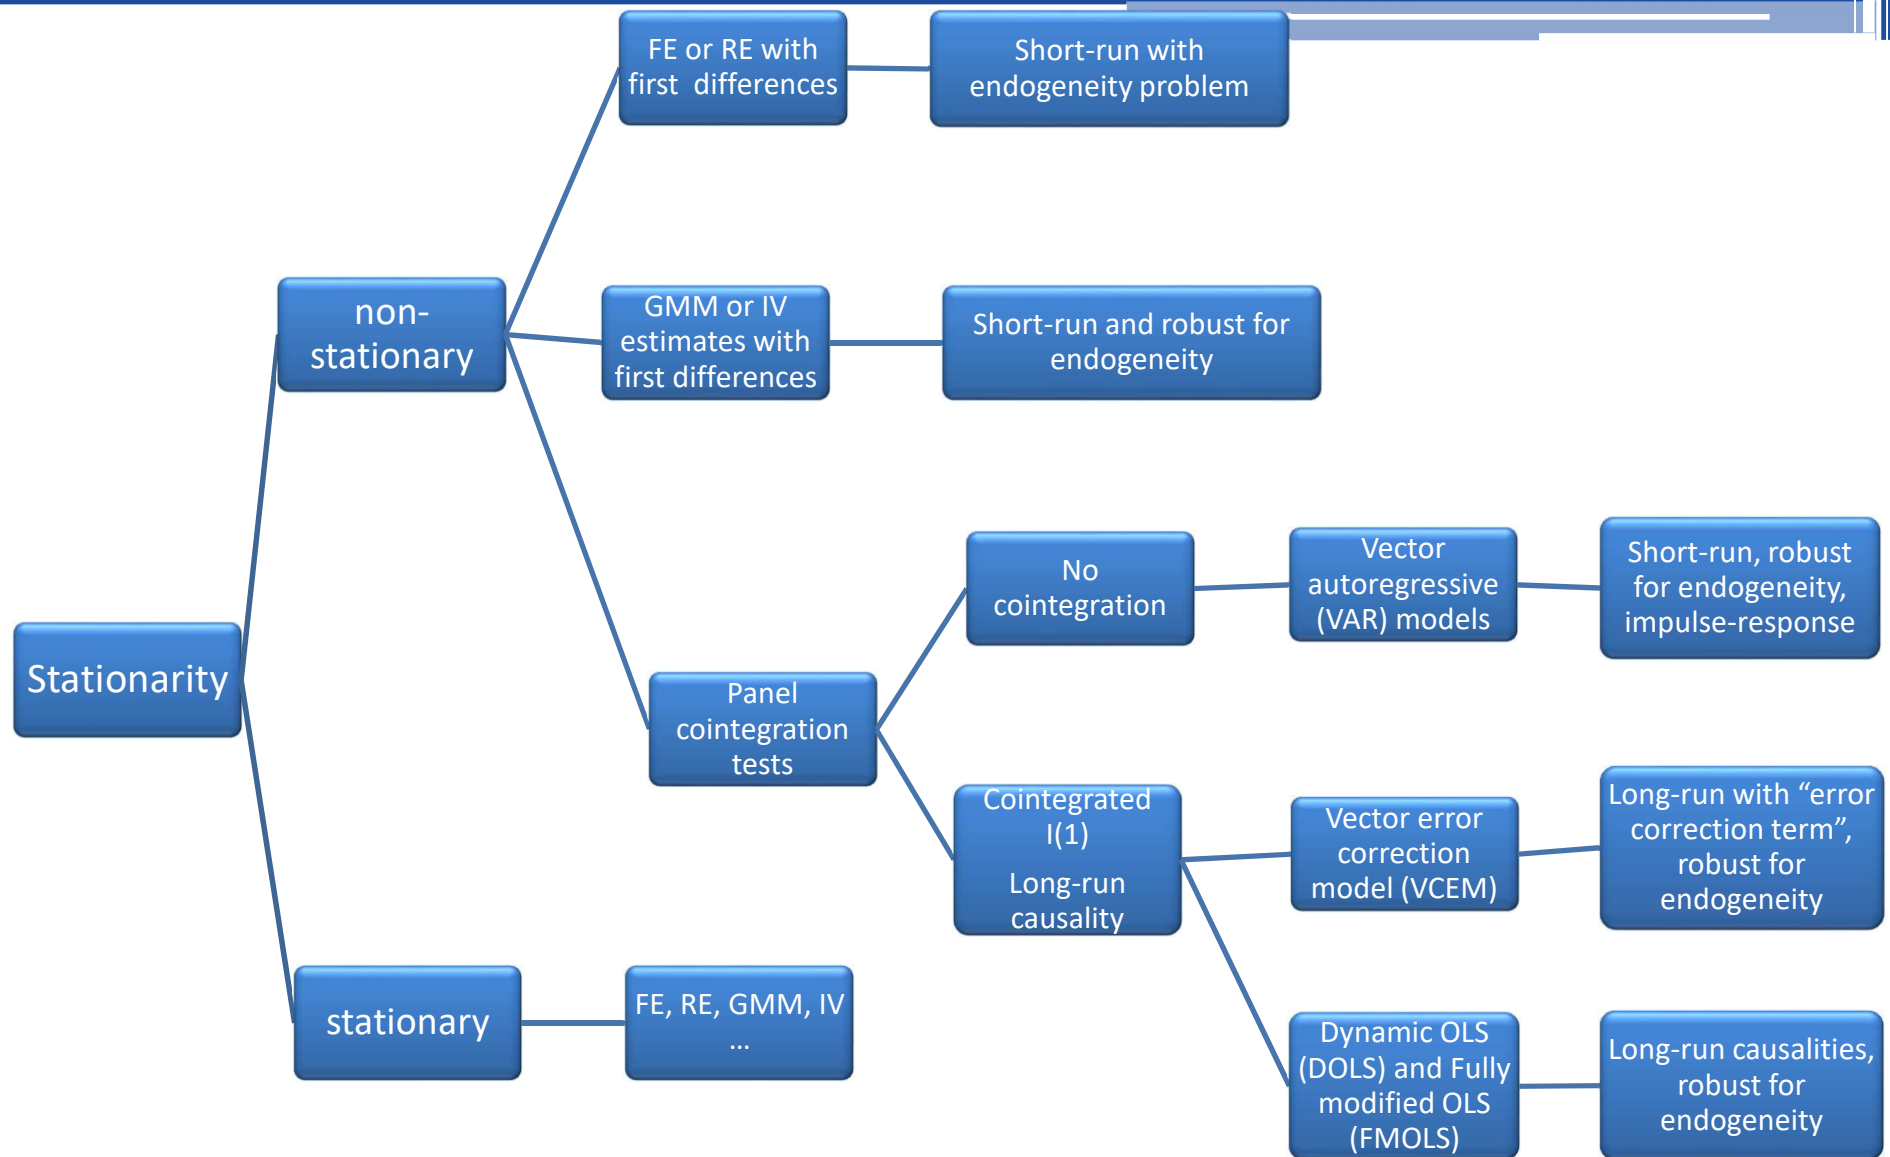 FE or RE with
first  differences
Short-run with
endogeneity problem
non-
stationary
GMM or IV
estimates with
first differences
Short-run and robust for
endogeneity
No
cointegration
Vector
autoregressive
(VAR) models
Short-run, robust
for endogeneity,
impulse-response
Stationarity
Panel
cointegration
tests
Cointegrated
I(1)
Long-run
causality
Vector error
correction
model (VCEM)
Long-run with “error
correction term”,
robust for
endogeneity
stationary
FE, RE, GMM, IV
...
Dynamic OLS
(DOLS) and Fully
modified OLS
(FMOLS)
Long-run causalities,
robust for
endogeneity